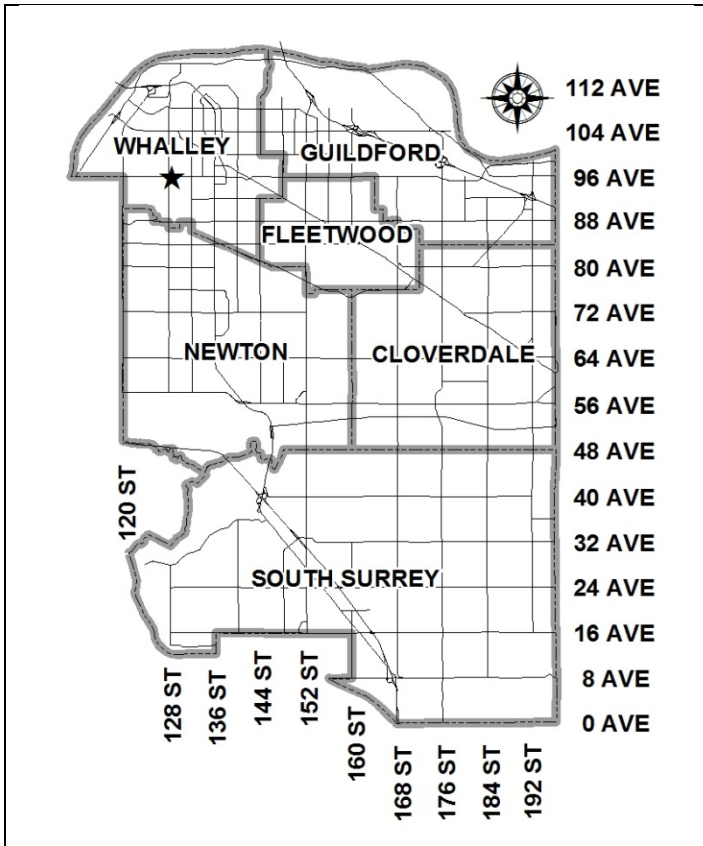 112 AVE
104 AVE
WHALLEY
GUILDFORD
96 AVE
88 AVE
FLEETWOOD
80 AVE
72 AVE
NEWTON
CLOVERDALE
64 AVE
56 AVE
48 AVE
120 ST
40 AVE
32 AVE
SOUTH SURREY
24 AVE
16 AVE
128 ST
136 ST
144 ST
152 ST
160 ST
8 AVE
0 AVE
168 ST
176 ST
184 ST
192 ST